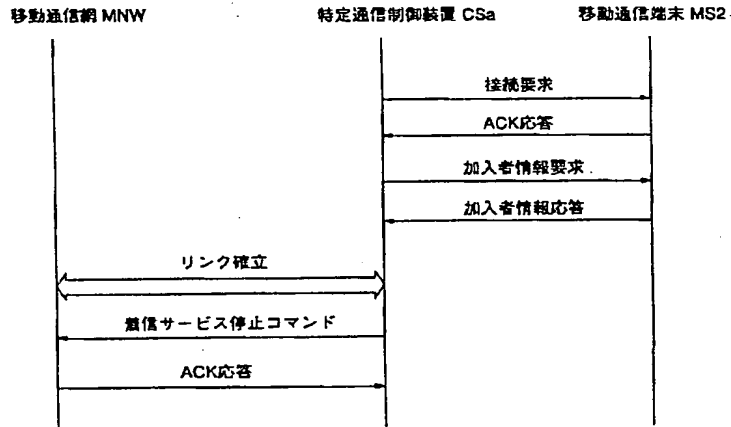 移動通信網 MNW
特定通信制御装置 CSa
移動通信端末 MS2
接続要求
ACK応答
加入者情報要求
加入者情報応答
リンク確立
着信サービス停止コマンド
ACK応答